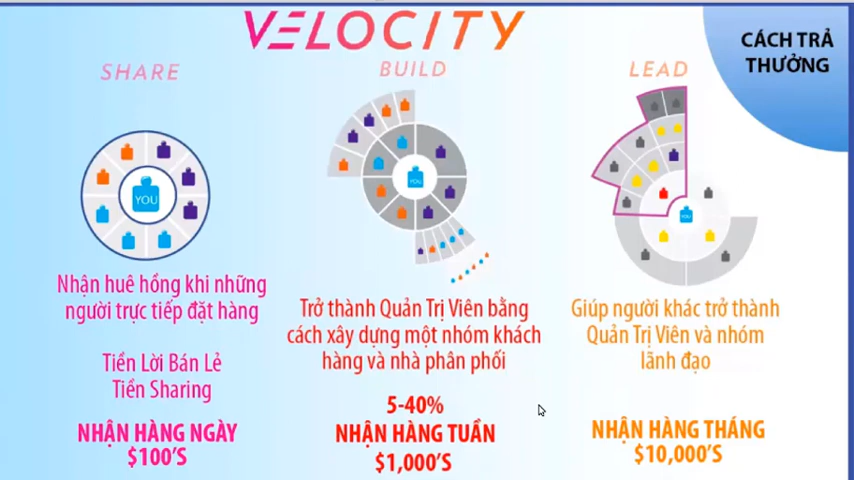 VELOCITY
CÁCH TRẢ
THƯỞNG
SHARE
YOU
Nhận huê hồng khi những
người trực tiếp đặt hàng
Tiền Lời Bán Lẻ
Tiền Sharing
NHẬN HÀNG NGÀY
$100'S
BUILD
YOU
Trở thành Quản Trị Viên bằng
cách xây dựng một nhóm khách
hàng và nhà phân phối
5-40%
NHẬN HÀNG TUẦN
$1,000'S
LEAD
YOU
Giúp người khác trở thành
Quản Trị Viên và nhóm
lãnh đạo
NHẬN HÀNG THÁNG
$10,000'S